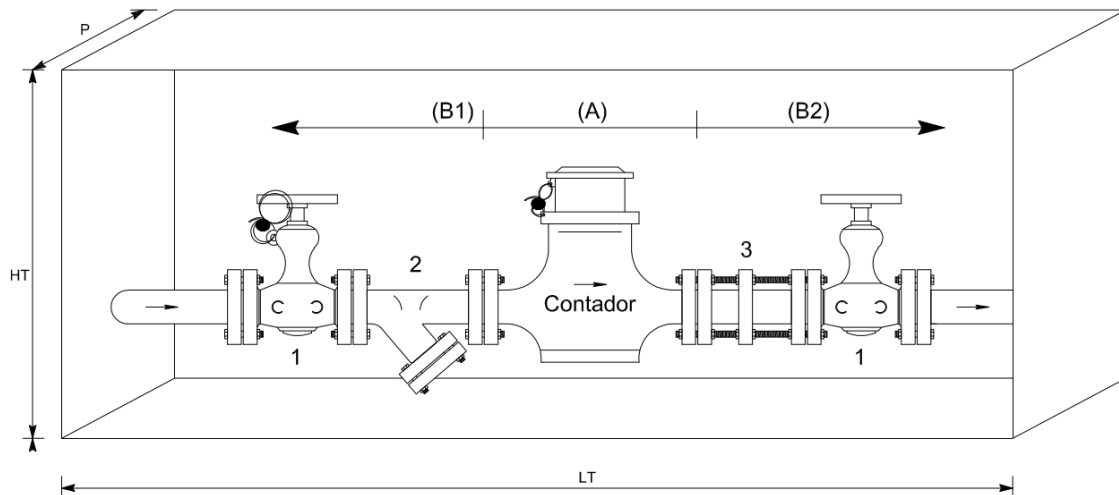 P
(B1) (A) (B2)
HT
2 3
Contador
1 1
LT